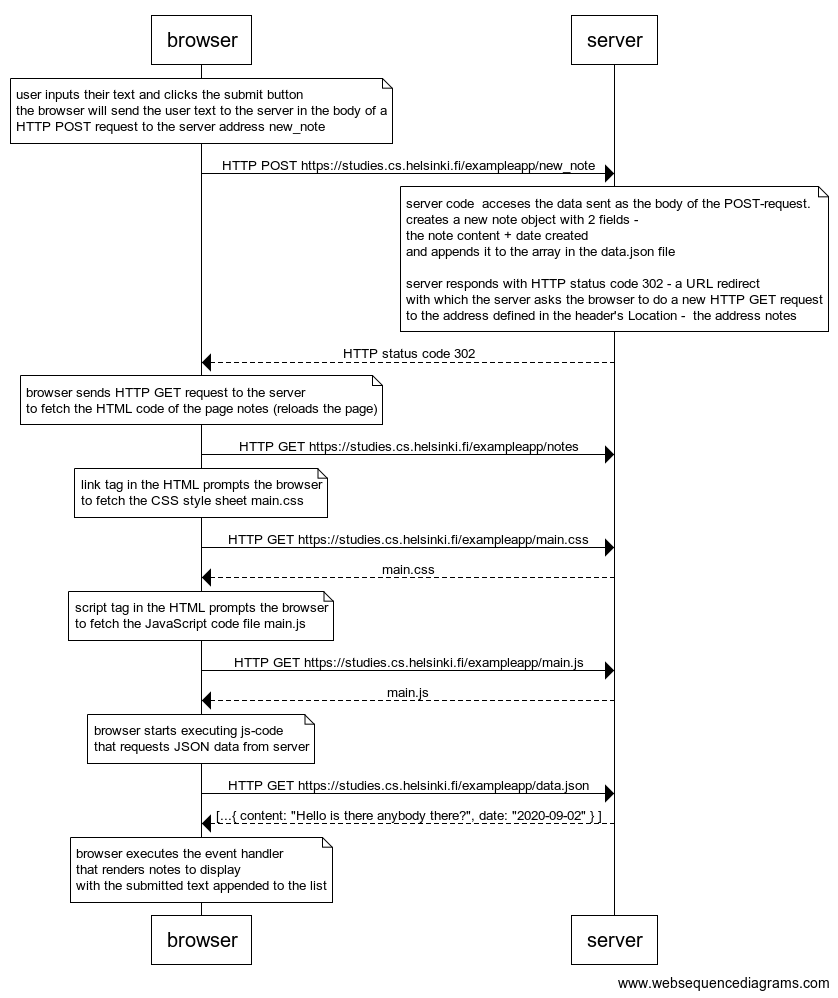 browser
server
user inputs their text and clicks the submit button
the browser will send the user text to the server in the body of a
HTTP POST request to the server address new_note
HTTP POST https://studies.cs.helsinki.fi/exampleapp/new_note
server code  acceses the data sent as the body of the POST-request.
creates a new note object with 2 fields -
the note content + date created
and appends it to the array in the data.json file
server responds with HTTP status code 302 - a URL redirect
with which the server asks the browser to do a new HTTP GET request
to the address defined in the header's Location -  the address notes
HTTP status code 302
browser sends HTTP GET request to the server
to fetch the HTML code of the page notes (reloads the page)
HTTP GET https://studies.cs.helsinki.fi/exampleapp/notes
link tag in the HTML prompts the browser
to fetch the CSS style sheet main.css
HTTP GET https://studies.cs.helsinki.fi/exampleapp/main.css
main.css
script tag in the HTML prompts the browser
to fetch the JavaScript code file main.js
HTTP GET https://studies.cs.helsinki.fi/exampleapp/main.js
main.js
browser starts executing js-code
that requests JSON data from server
HTTP GET https://studies.cs.helsinki.fi/exampleapp/data.json
[...{ content: "Hello is there anybody there?", date: "2020-09-02" } ]
browser executes the event handler
that renders notes to display
with the submitted text appended to the list
browser
server
www.websequencediagrams.com